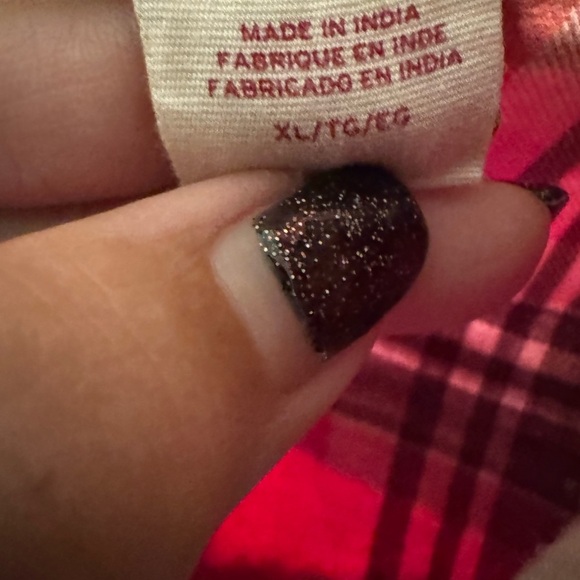 MADE IN INDIA
FABRIQUE EN INDE
FABRICADO EN INDIA
XL/TG/EG